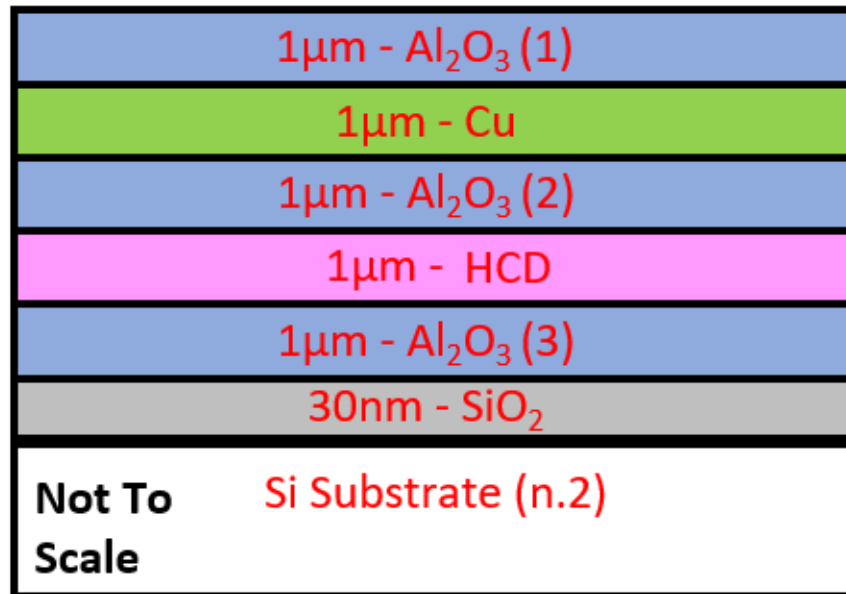 1μm - Al₂O₃ (1)
1μm - Cu
1μm - Al₂O₃ (2)
1μm - HCD
1μm - Al₂O₃ (3)
30nm - SiO₂
Not To Scale
Si Substrate (n.2)